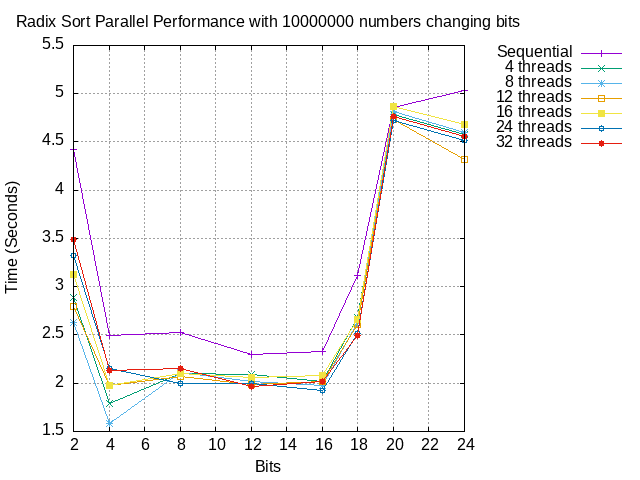 Radix Sort Parallel Performance with 10000000 numbers changing bits
5.5
5
4.5
4
3.5
3
2.5
2
1.5
2 4 6 8 10 12 14 16 18 20 22 24
Time (Seconds)
Bits
Sequential
4 threads
8 threads
12 threads
16 threads
24 threads
32 threads